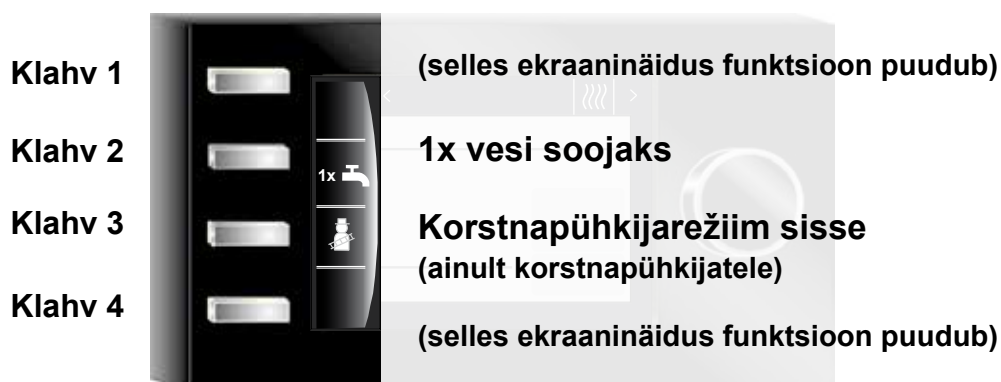 Klahv 1
(selles ekraaninäidus funktsioon puudub)
Klahv 2
1x
1x vesi soojaks
Klahv 3
Korstnapühkijarežiim sisse
(ainult korstnapühkijatele)
Klahv 4
(selles ekraaninäidus funktsioon puudub)